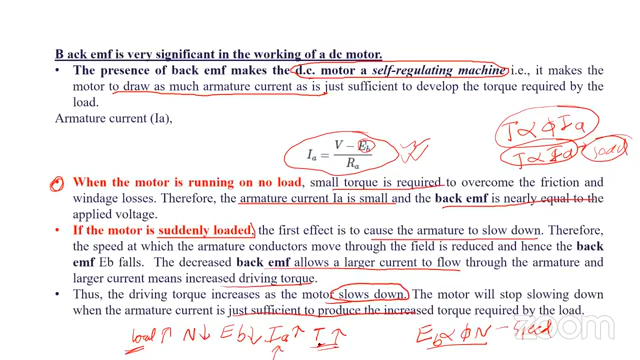 B ack emf is very significant in the working of a dc motor.
• The presence of back emf makes the d.c. motor a self-regulating machine i.e., it makes the
motor to draw as much armature current as is just sufficient to develop the torque required by the
load.
Armature current (Ia),
T ∝ ϕ Ia
Ia = V − Eb / Ra
T ∝ Ia load
• When the motor is running on no load, small torque is required to overcome the friction and
windage losses. Therefore, the armature current Ia is small and the back emf is nearly equal to the
applied voltage.
• If the motor is suddenly loaded, the first effect is to cause the armature to slow down. Therefore,
the speed at which the armature conductors move through the field is reduced and hence the back
emf Eb falls. The decreased back emf allows a larger current to flow through the armature and
larger current means increased driving torque.
• Thus, the driving torque increases as the motor slows down. The motor will stop slowing down
when the armature current is just sufficient to produce the increased torque required by the load.
load ↑ N ↓ Eb ↓ Ia ↑ T ↑ Eb ∝ ϕ N – speed
zoom